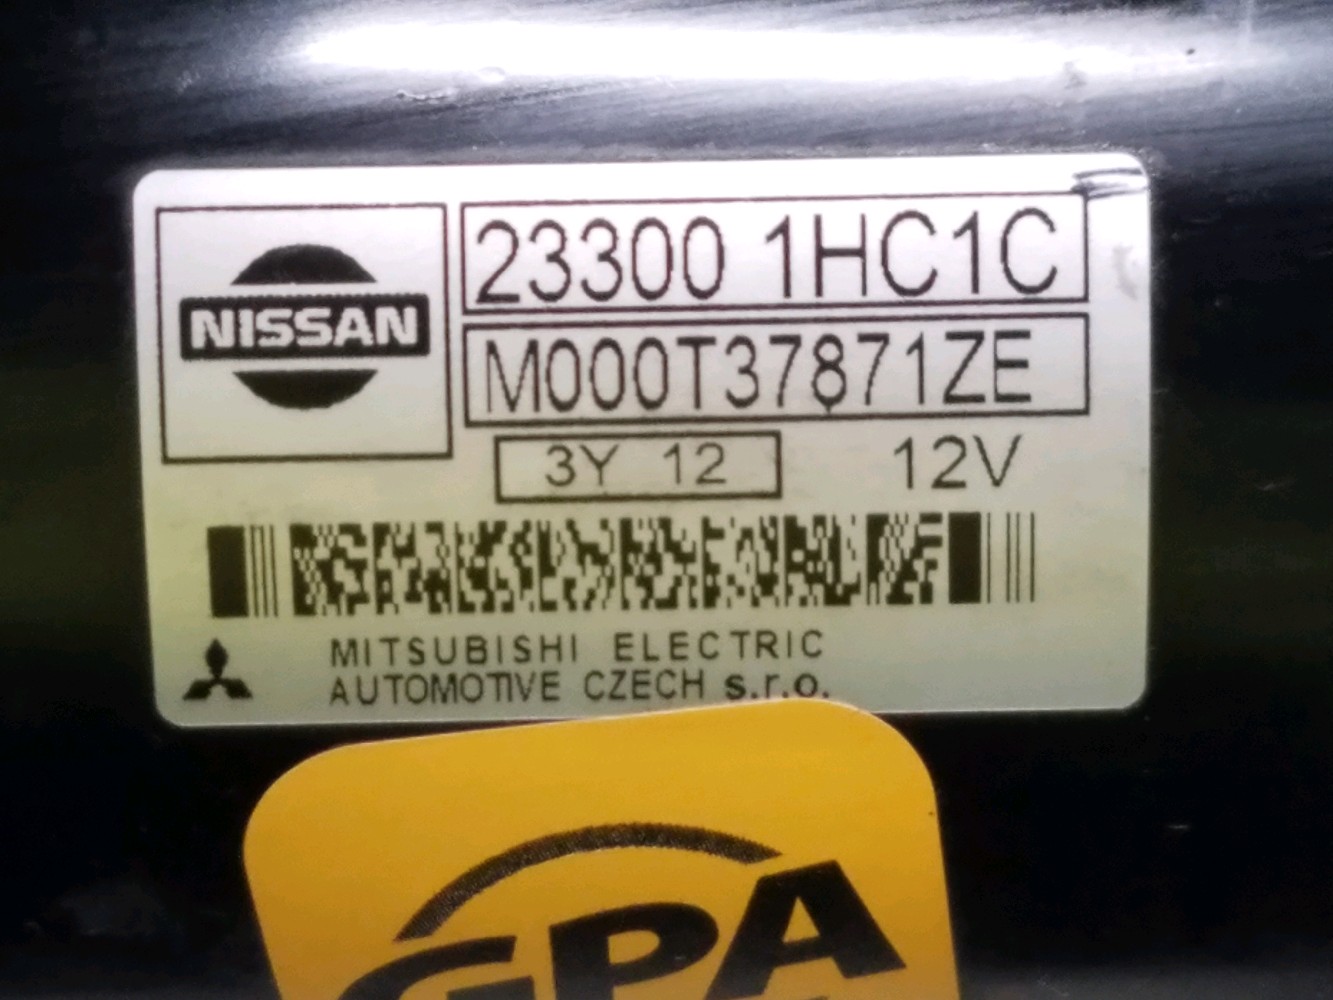 NISSAN
23300 1HC1C
M000T37871ZE
3Y 12
12V
MITSUBISHI ELECTRIC
AUTOMOTIVE CZECH s.r.o.
GPA